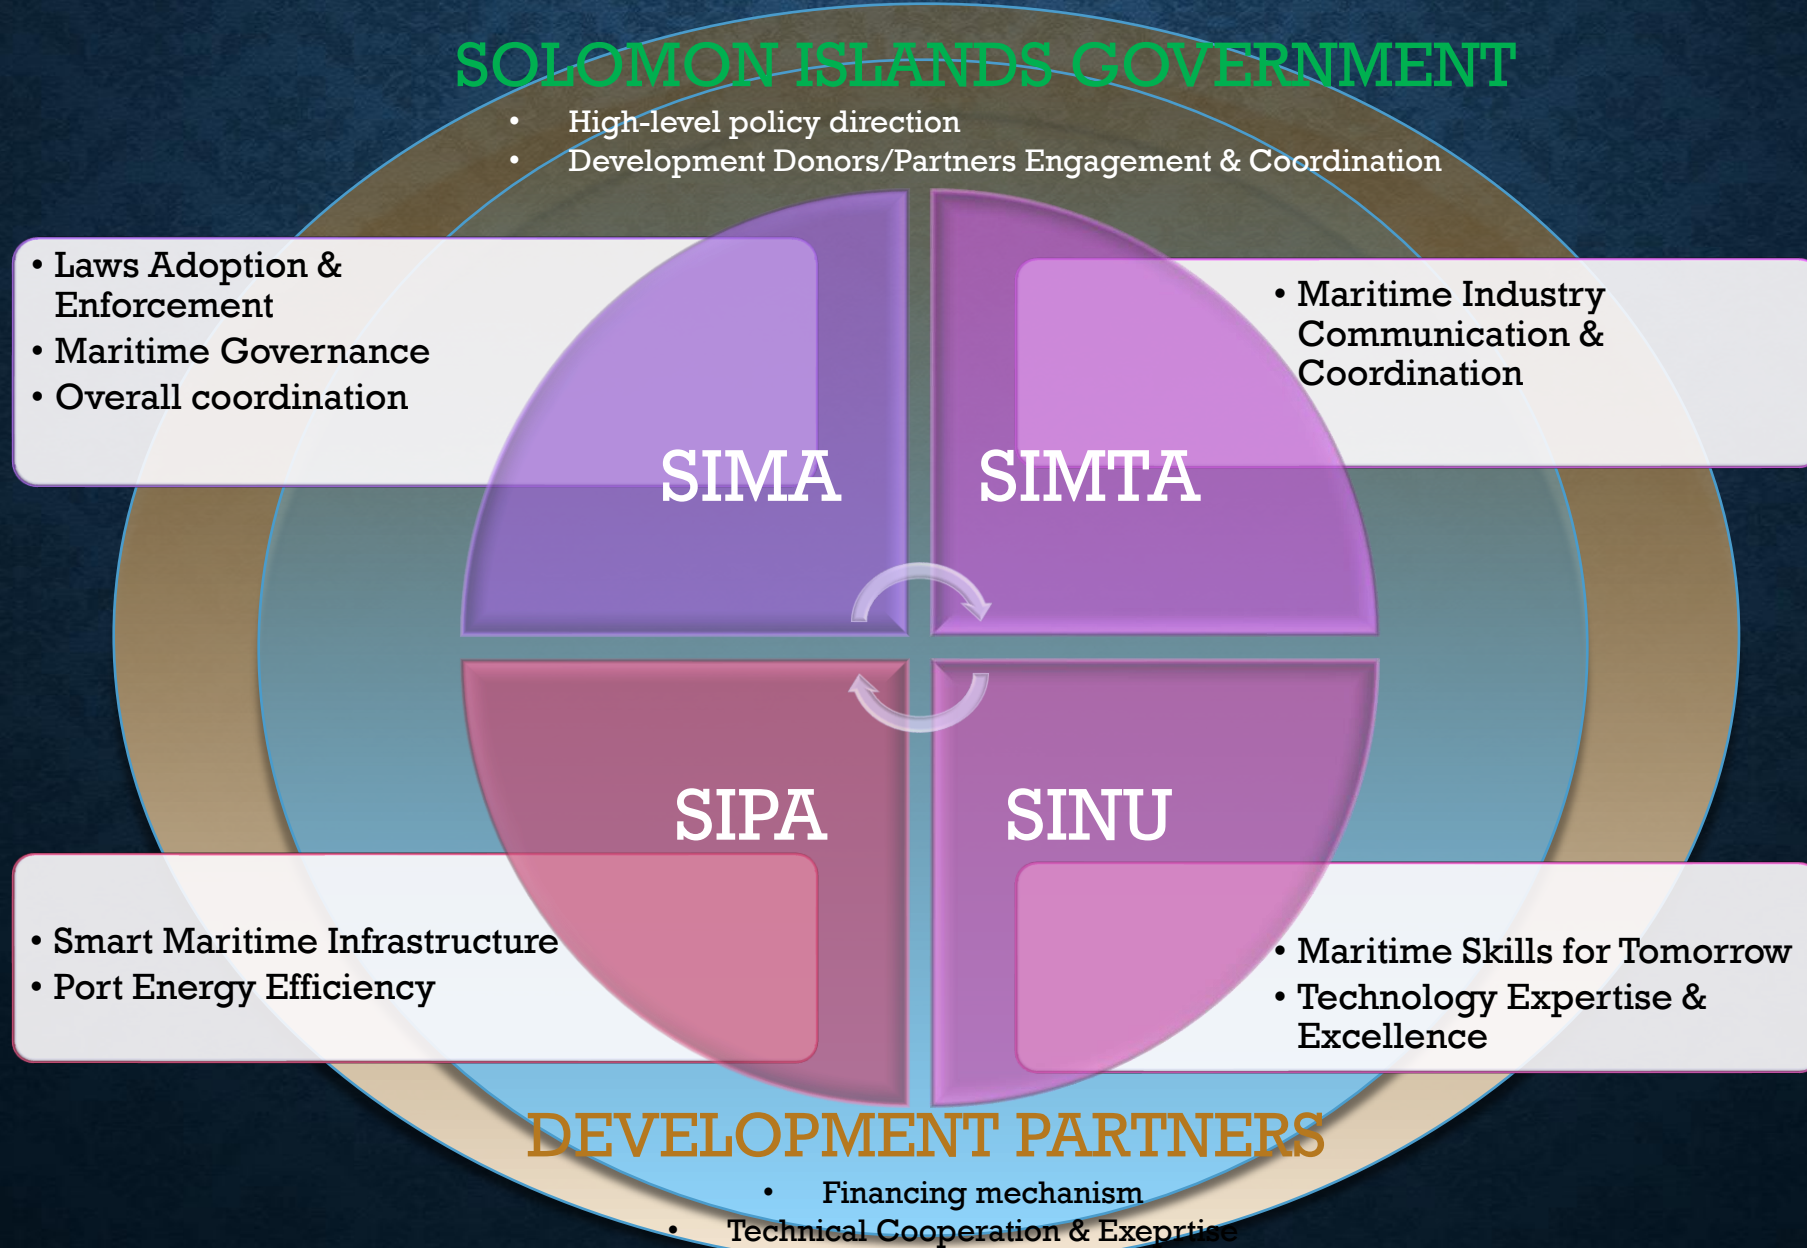 SOLOMON ISLANDS GOVERNMENT
• High-level policy direction
• Development Donors/Partners Engagement & Coordination
• Laws Adoption &
Enforcement
• Maritime Governance
• Overall coordination
• Maritime Industry
Communication &
Coordination
SIMA
SIMTA
SIPA
SINU
• Smart Maritime Infrastructure
• Port Energy Efficiency
• Maritime Skills for Tomorrow
• Technology Expertise &
Excellence
DEVELOPMENT PARTNERS
• Financing mechanism
• Technical Cooperation & Exeprtise